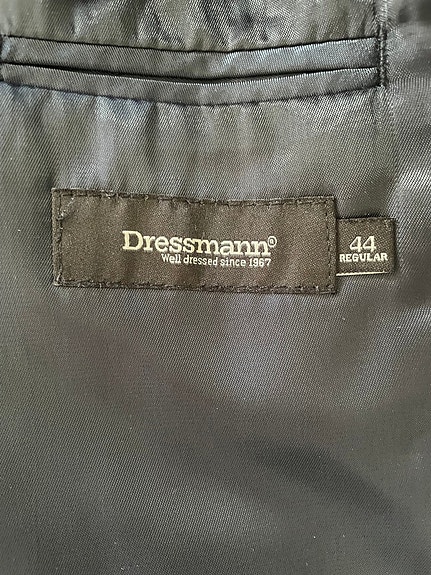 Dressmann®
Well dressed since 1967
44
REGULAR